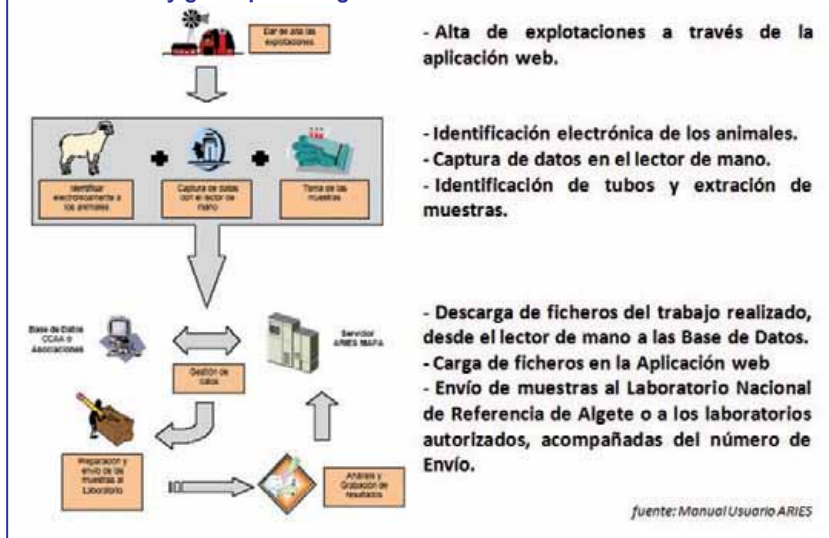 Dar de alta las
explotaciones
- Alta de explotaciones a través de la
aplicación web.
Identificar
electrónicamente a
los animales
Captura de datos
con el lector de
mano
Toma de las
muestras
- Identificación electrónica de los animales.
- Captura de datos en el lector de mano.
- Identificación de tubos y extración de
muestras.
Base de Datos
CCAA o
Asociaciones
Servidor
ARIES MAPA
Gestión de
datos
Preparación y
envío de las
muestras al
Laboratorio
Análisis y
Grabación de
resultados
- Descarga de ficheros del trabajo realizado,
desde el lector de mano a las Base de Datos.
- Carga de ficheros en la Aplicación web
- Envío de muestras al Laboratorio Nacional
de Referencia de Algete o a los laboratorios
autorizados, acompañadas del número de
Envío.
fuente: Manual Usuario ARIES